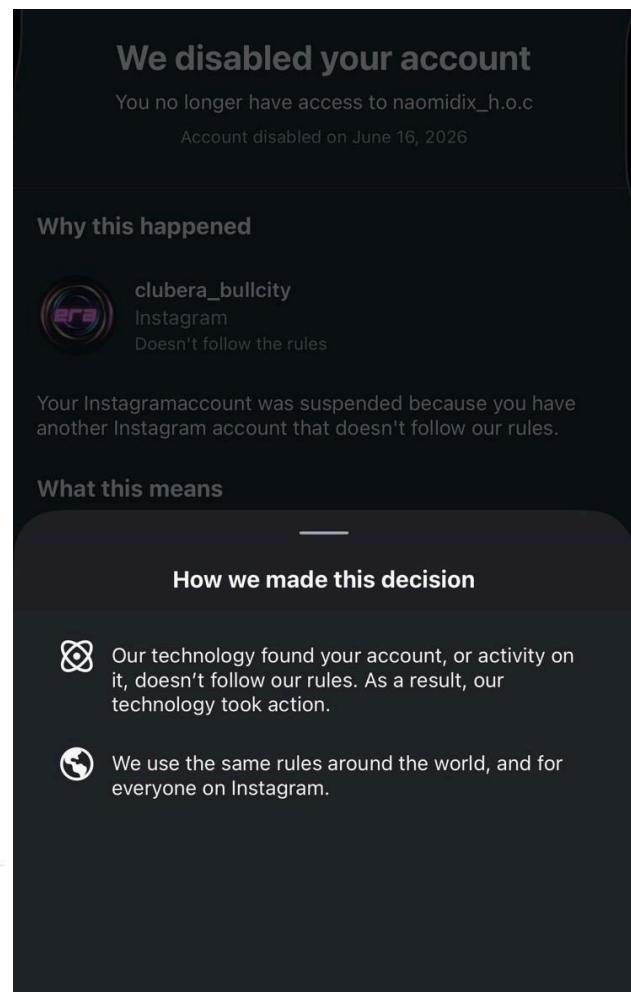 We disabled your account
You no longer have access to naomidix_h.o.c
Account disabled on June 16, 2026
Why this happened
era
clubera_bullcity
Instagram
Doesn't follow the rules
Your Instagramaccount was suspended because you have
another Instagram account that doesn't follow our rules.
What this means
How we made this decision
Our technology found your account, or activity on
it, doesn’t follow our rules. As a result, our
technology took action.
We use the same rules around the world, and for
everyone on Instagram.